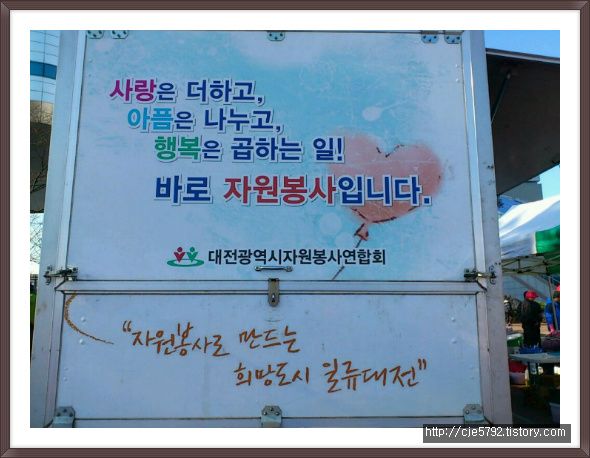 사랑은 더하고,
아픔은 나누고,
행복은 곱하는 일!
바로 자원봉사입니다.
대전광역시자원봉사연합회
"자원봉사로 만드는
희망도시 일류대전"
http://cje5792.tistory.com